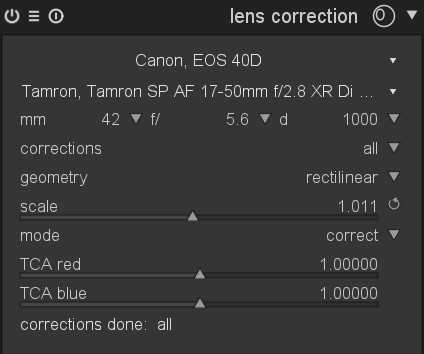 lens correction
Canon, EOS 40D
Tamron, Tamron SP AF 17-50mm f/2.8 XR Di ...
mm 42 f/ 5.6 d 1000
corrections all
geometry rectilinear
scale 1.011
mode correct
TCA red 1.00000
TCA blue 1.00000
corrections done: all